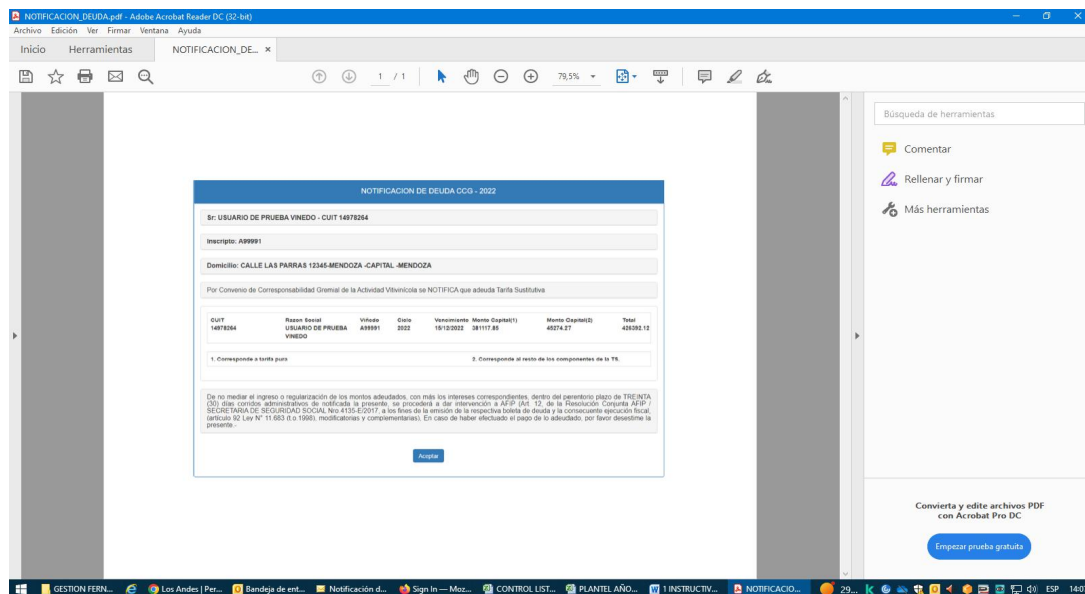 NOTIFICACION_DEUDA.pdf - Adobe Acrobat Reader DC (32-bit)
Archivo Edición Ver Firmar Ventana Ayuda
Inicio Herramientas NOTIFICACION_DE... ×
1 / 1 79,5%
Búsqueda de herramientas
Comentar
Rellenar y firmar
Más herramientas
NOTIFICACION DE DEUDA CCG - 2022
Sr: USUARIO DE PRUEBA VINEDO - CUIT 14978264
Inscripto: A99991
Domicilio: CALLE LAS PARRAS 12345-MENDOZA -CAPITAL -MENDOZA
Por Convenio de Corresponsabilidad Gremial de la Actividad Vitivinícola se NOTIFICA que adeuda Tarifa Sustitutiva
CUIT Razon Social Viñedo Ciclo Vencimiento Monto Capital(1) Monto Capital(2) Total
14978264 USUARIO DE PRUEBA A99991 2022 15/12/2022 381117.85 45274.27 426392.12
VINEDO
1. Corresponde a tarifa pura 2. Corresponde al resto de los componentes de la TS.
De no mediar el ingreso o regularización de los montos adeudados, con más los intereses correspondientes, dentro del perentorio plazo de TREINTA
(30) días corridos administrativos de notificada la presente, se procederá a dar intervención a AFIP (Art. 12, de la Resolución Conjunta AFIP /
SECRETARIA DE SEGURIDAD SOCIAL Nro.4135-E/2017, a los fines de la emisión de la respectiva boleta de deuda y la consecuente ejecución fiscal,
(artículo 92 Ley N° 11.683 (t.o.1998), modificatorias y complementarias). En caso de haber efectuado el pago de lo adeudado, por favor desestime la
presente.-
Aceptar
Convierta y edite archivos PDF
con Acrobat Pro DC
Empezar prueba gratuita
GESTION FERN... Los Andes | Per... Bandeja de ent... Notificación d... Sign In — Moz... CONTROL LIST... PLANTEL AÑO... 1 INSTRUCTIV... NOTIFICACIO... 29... ESP